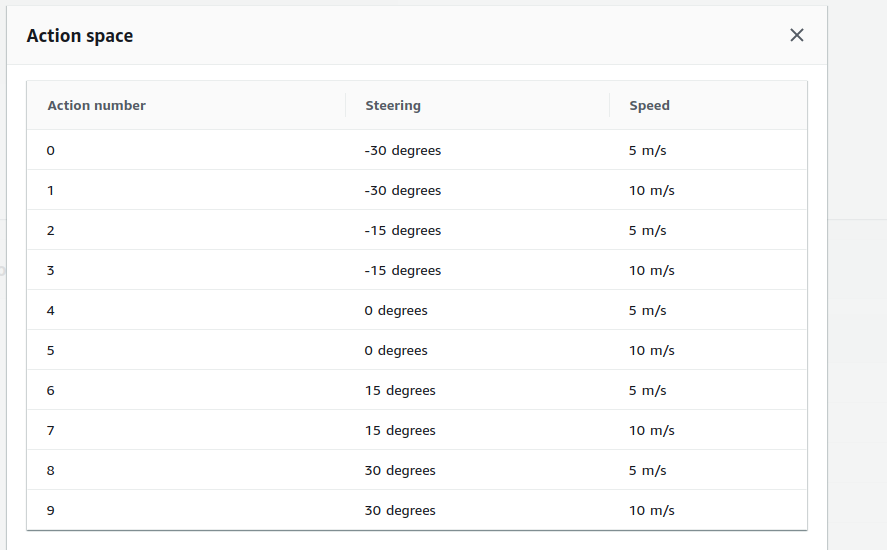 Action space
Action number Steering Speed
0 -30 degrees 5 m/s
1 -30 degrees 10 m/s
2 -15 degrees 5 m/s
3 -15 degrees 10 m/s
4 0 degrees 5 m/s
5 0 degrees 10 m/s
6 15 degrees 5 m/s
7 15 degrees 10 m/s
8 30 degrees 5 m/s
9 30 degrees 10 m/s